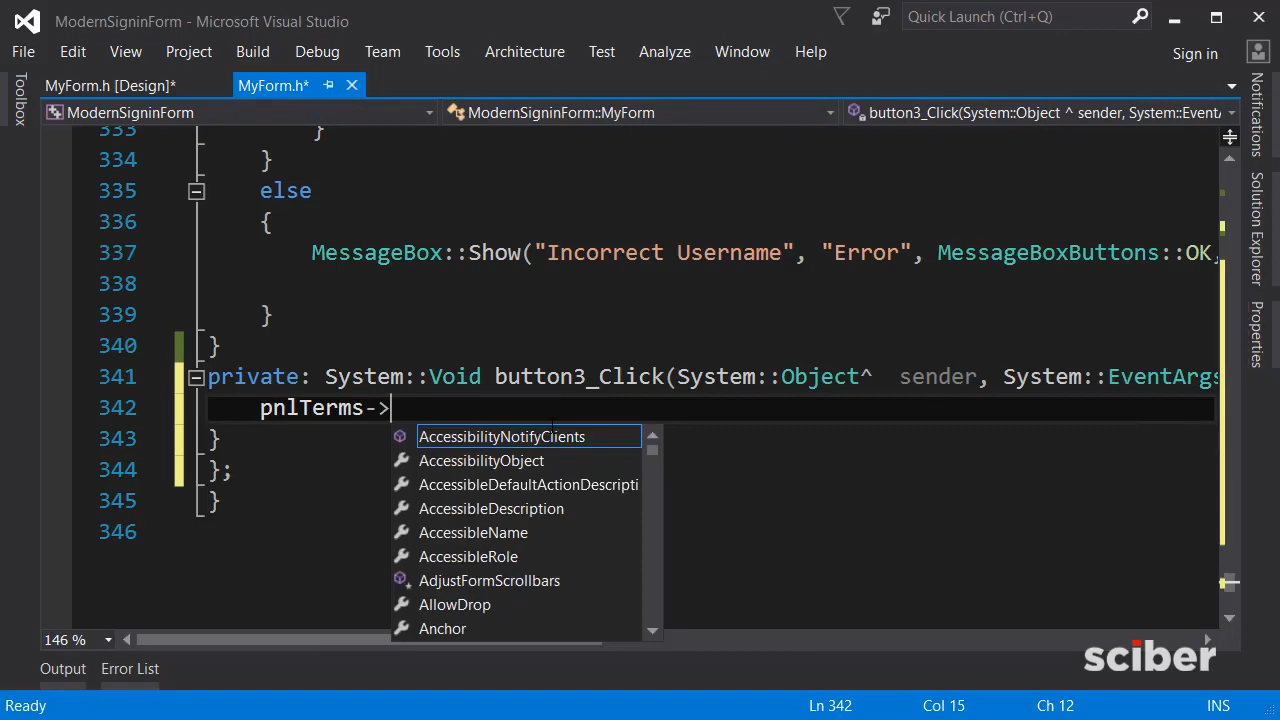 ModernSigninForm - Microsoft Visual Studio
Quick Launch (Ctrl+Q)
File Edit View Project Build Debug Team Tools Architecture Test Analyze Window Help
Sign in
MyForm.h [Design]* MyForm.h*
ModernSigninForm ModernSigninForm::MyForm button3_Click(System::Object ^ sender, System::EventA
Toolbox
333 }
334 }
335 else
336 {
337 MessageBox::Show("Incorrect Username", "Error", MessageBoxButtons::OK,
338
339 }
340 }
341 private: System::Void button3_Click(System::Object^ sender, System::EventArgs
342 pnlTerms->
343 }
344 };
345 }
346
AccessibilityNotifyClients
AccessibilityObject
AccessibleDefaultActionDescripti
AccessibleDescription
AccessibleName
AccessibleRole
AdjustFormScrollbars
AllowDrop
Anchor
Notifications
Solution Explorer
Properties
146 %
sciber
Output Error List
Ready Ln 342 Col 15 Ch 12 INS